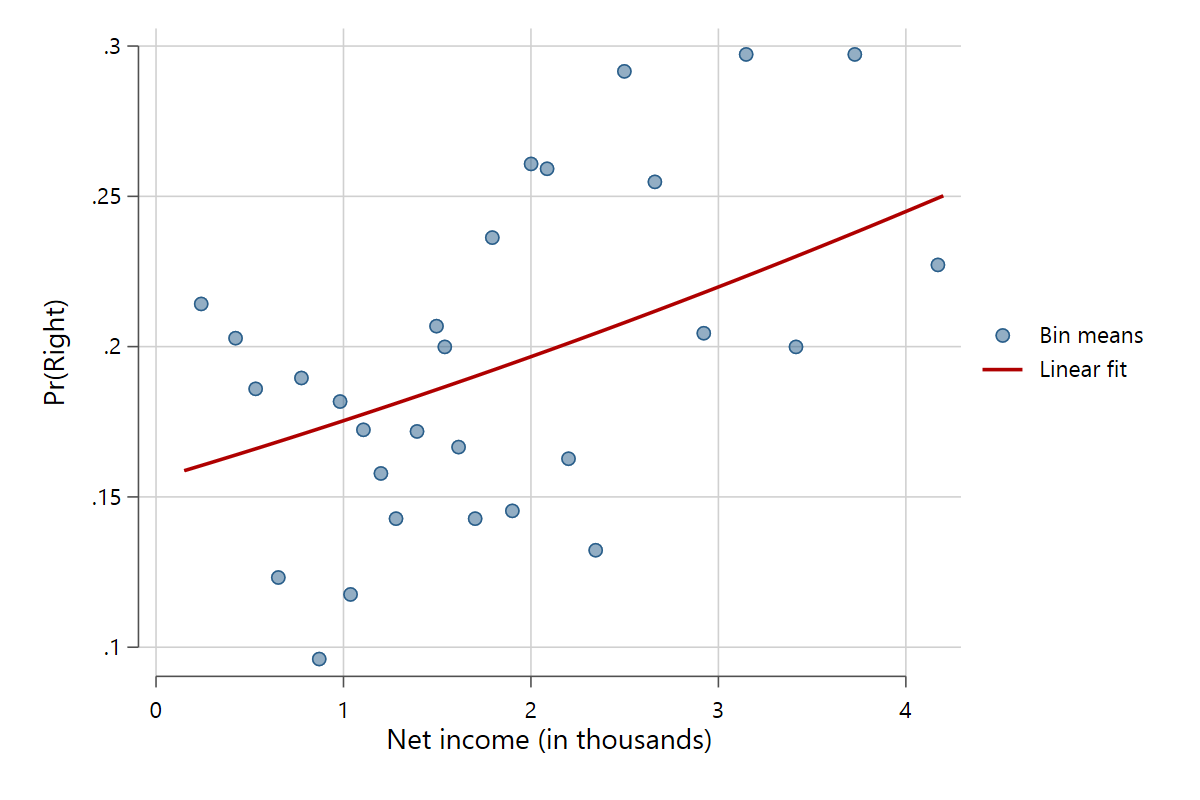 .3
.25
.2
.15
.1
Pr(Right)
0 1 2 3 4
Net income (in thousands)
Bin means
Linear fit